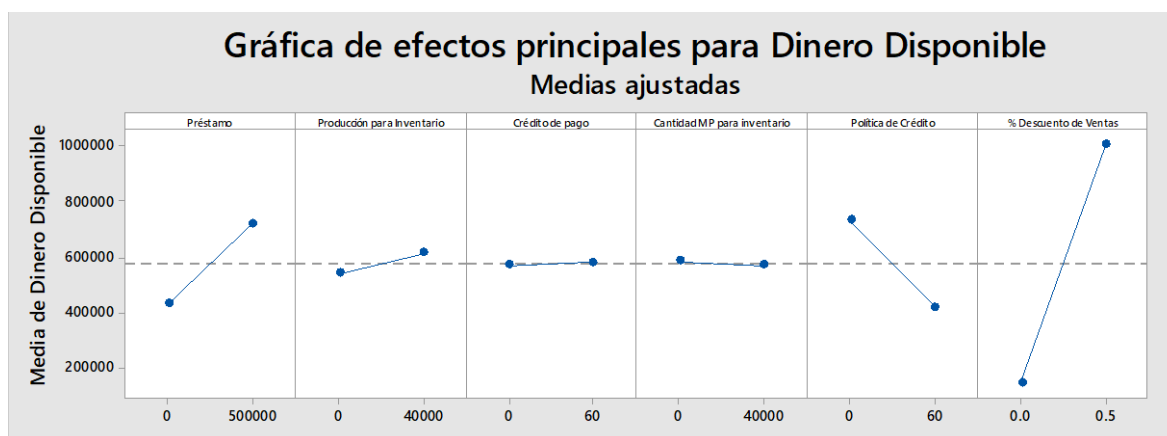 Gráfica de efectos principales para Dinero Disponible
Medias ajustadas
Préstamo Producción para Inventario Crédito de pago Cantidad MP para inventario Política de Crédito % Descuento de Ventas
Media de Dinero Disponible
1000000
800000
600000
400000
200000
0 500000 0 40000 0 60 0 40000 0 60 0.0 0.5